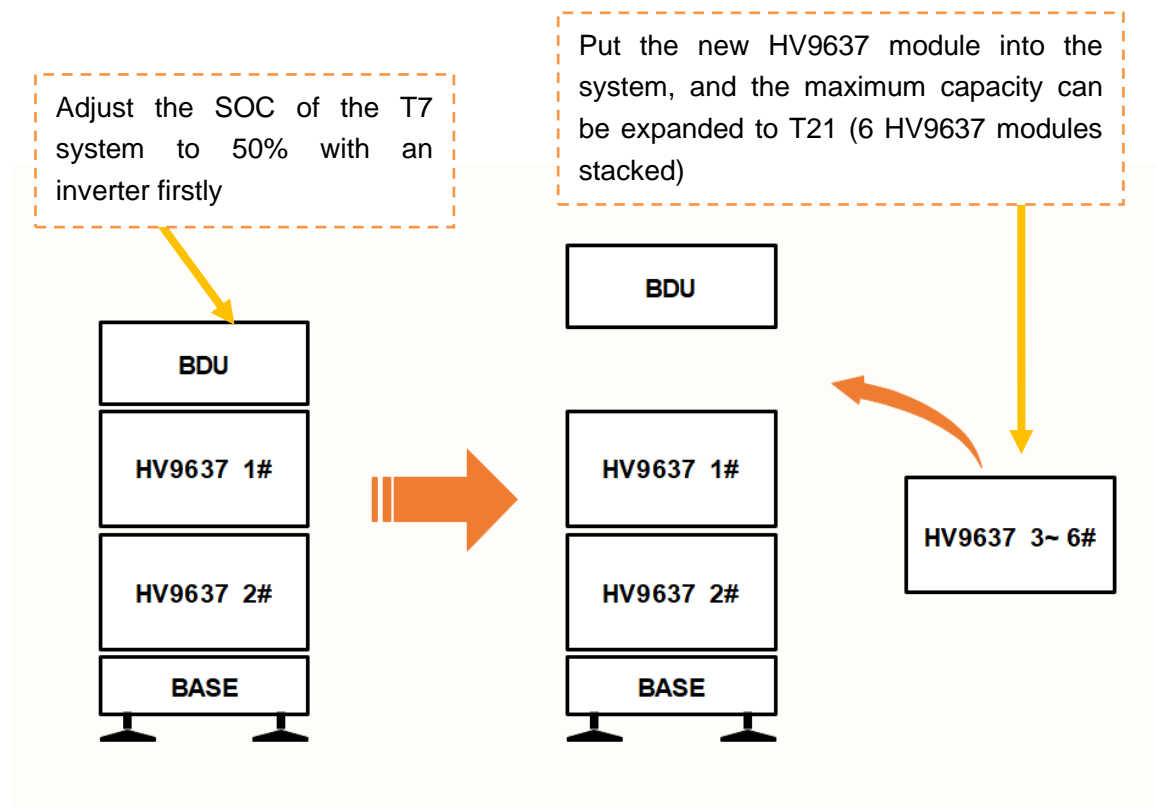 Adjust the SOC of the T7
system to 50% with an
inverter firstly
Put the new HV9637 module into the
system, and the maximum capacity can
be expanded to T21 (6 HV9637 modules
stacked)
BDU
HV9637 1#
HV9637 2#
BASE
BDU
HV9637 1#
HV9637 2#
BASE
HV9637 3~ 6#